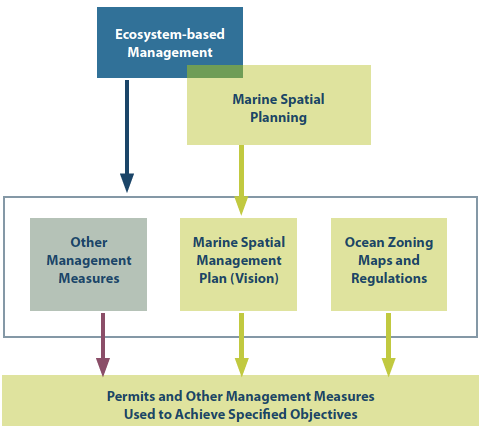 Ecosystem-based
Management
Marine Spatial
Planning
Other
Management
Measures
Marine Spatial
Management
Plan (Vision)
Ocean Zoning
Maps and
Regulations
Permits and Other Management Measures
Used to Achieve Specified Objectives